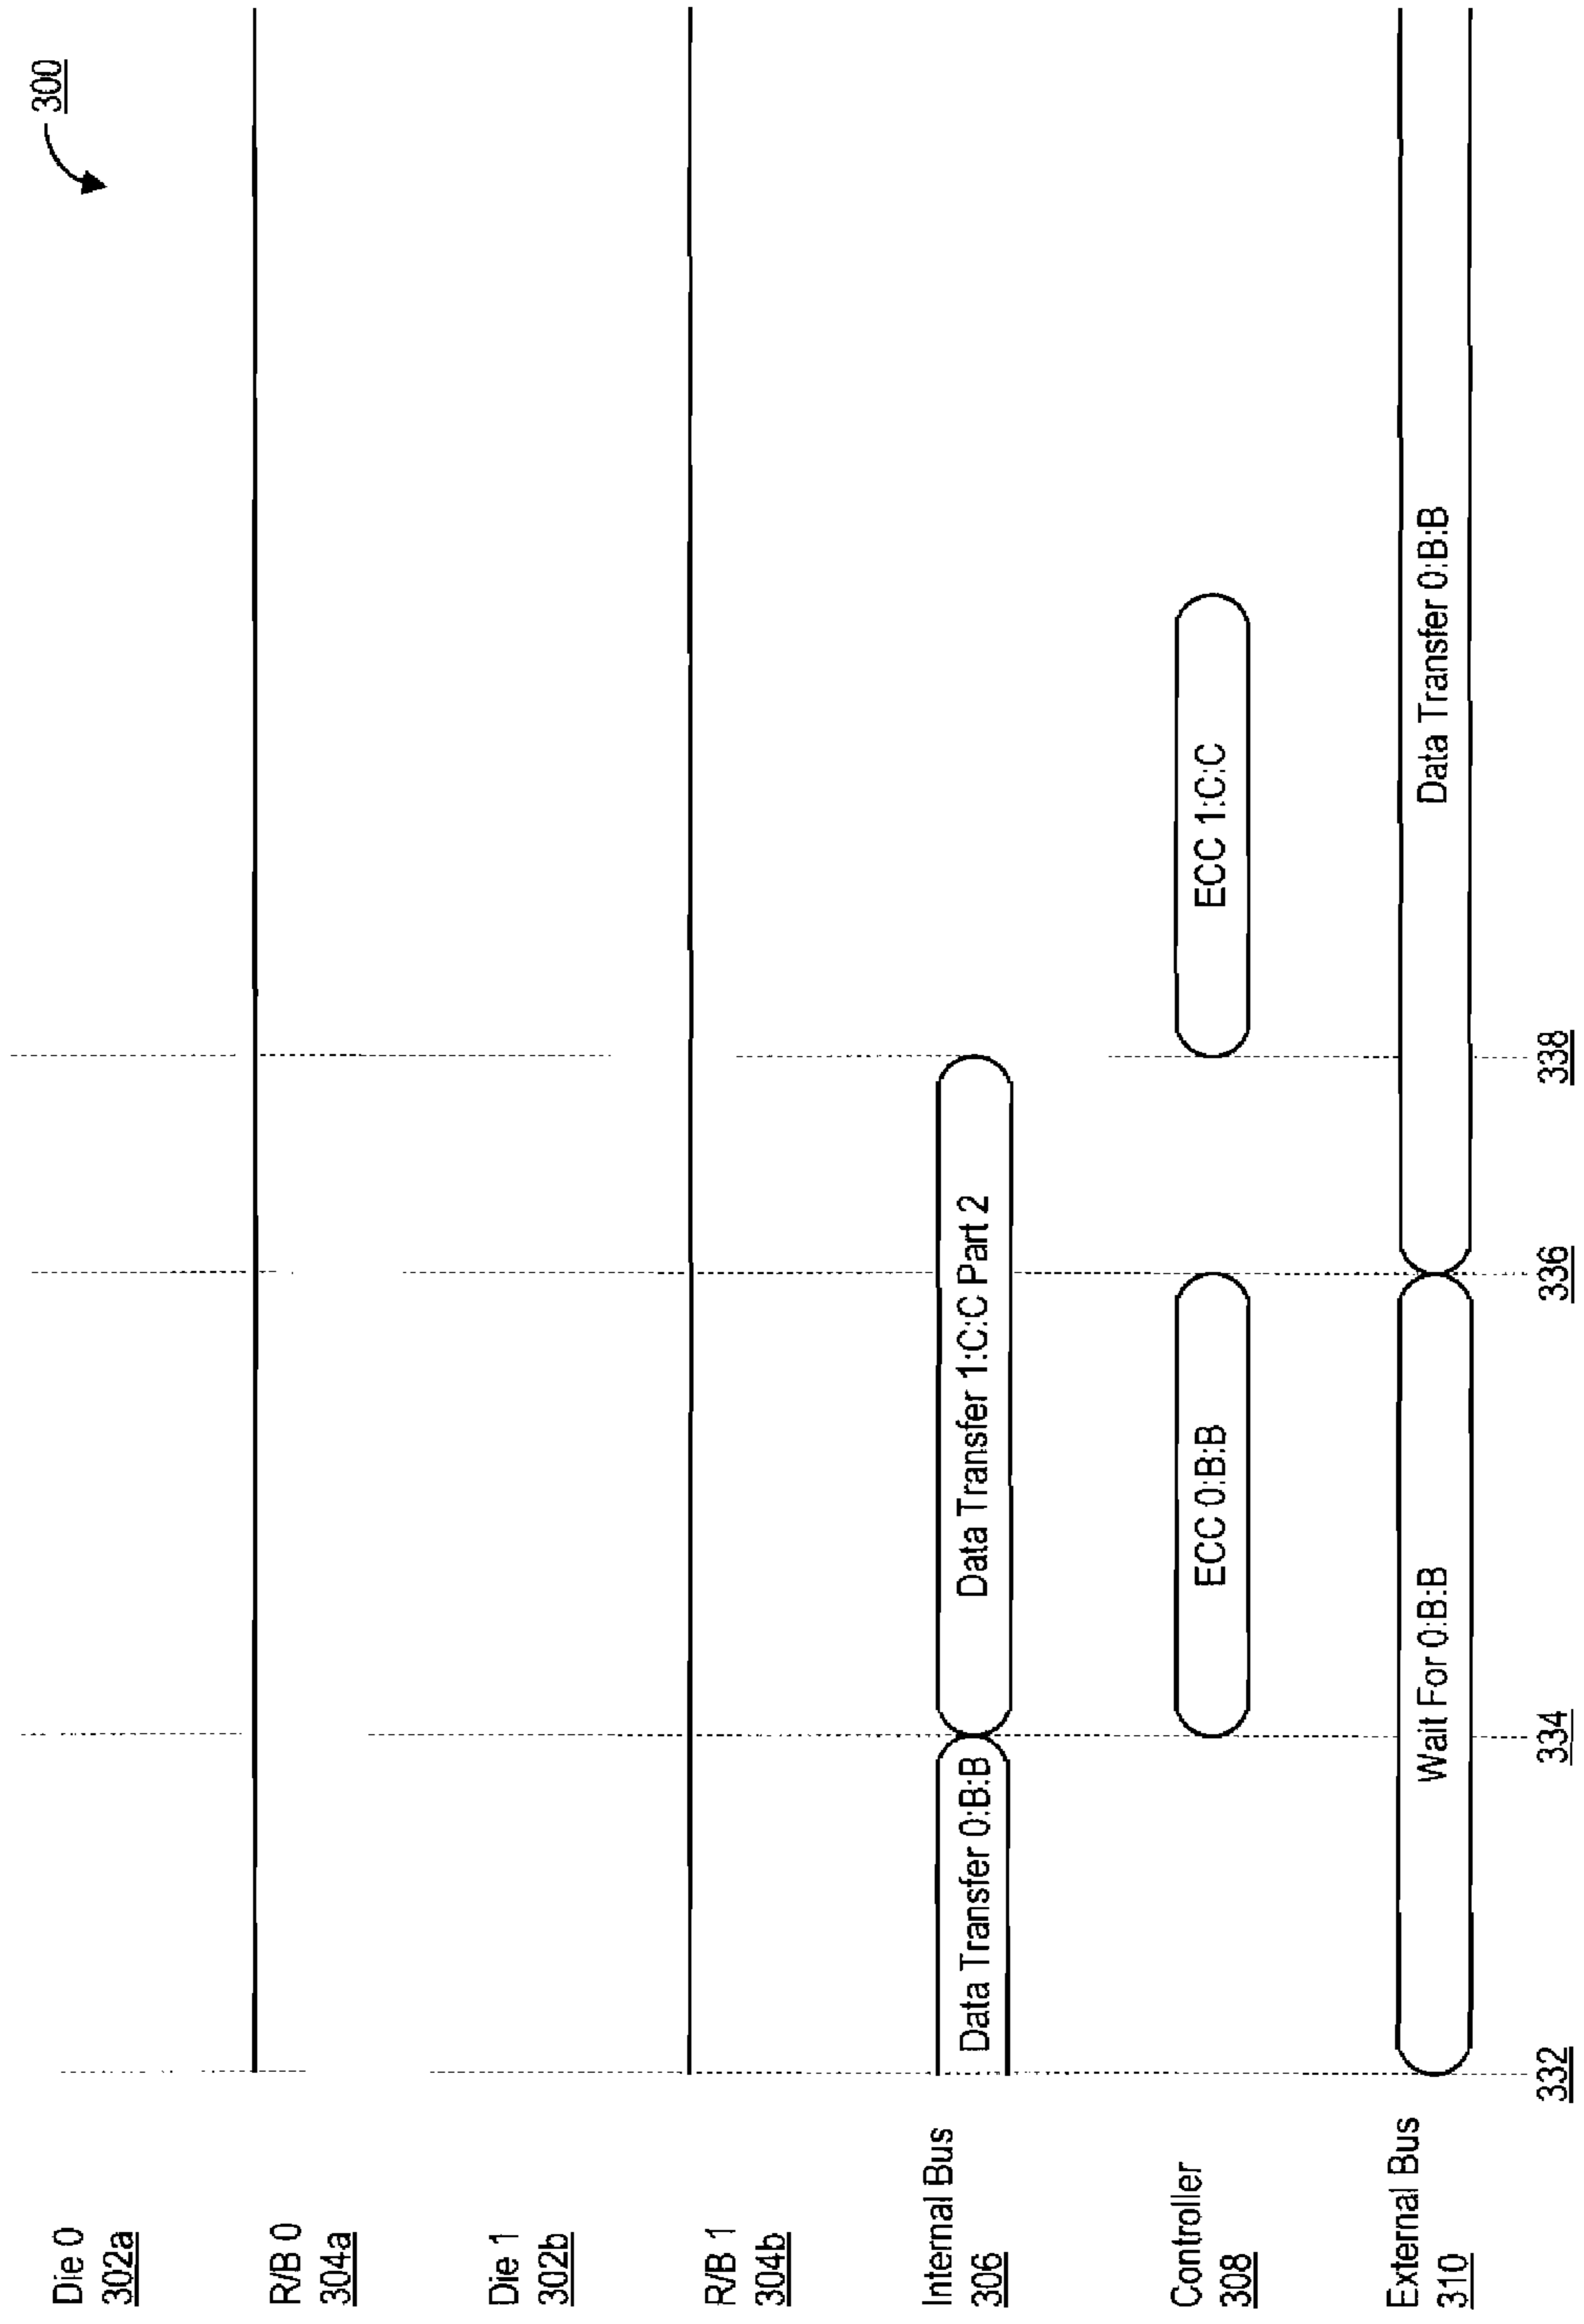 300
Die 0
302a
R/B 0
304a
Die 1
302b
R/B 1
304b
Internal Bus
306
Data Transfer 0:B:B
Data Transfer 1:C:C Part 2
Controller
308
ECC 0:B:B
ECC 1:C:C
External Bus
310
Wait For 0:B:B
Data Transfer 0:B:B
332
334
336
338